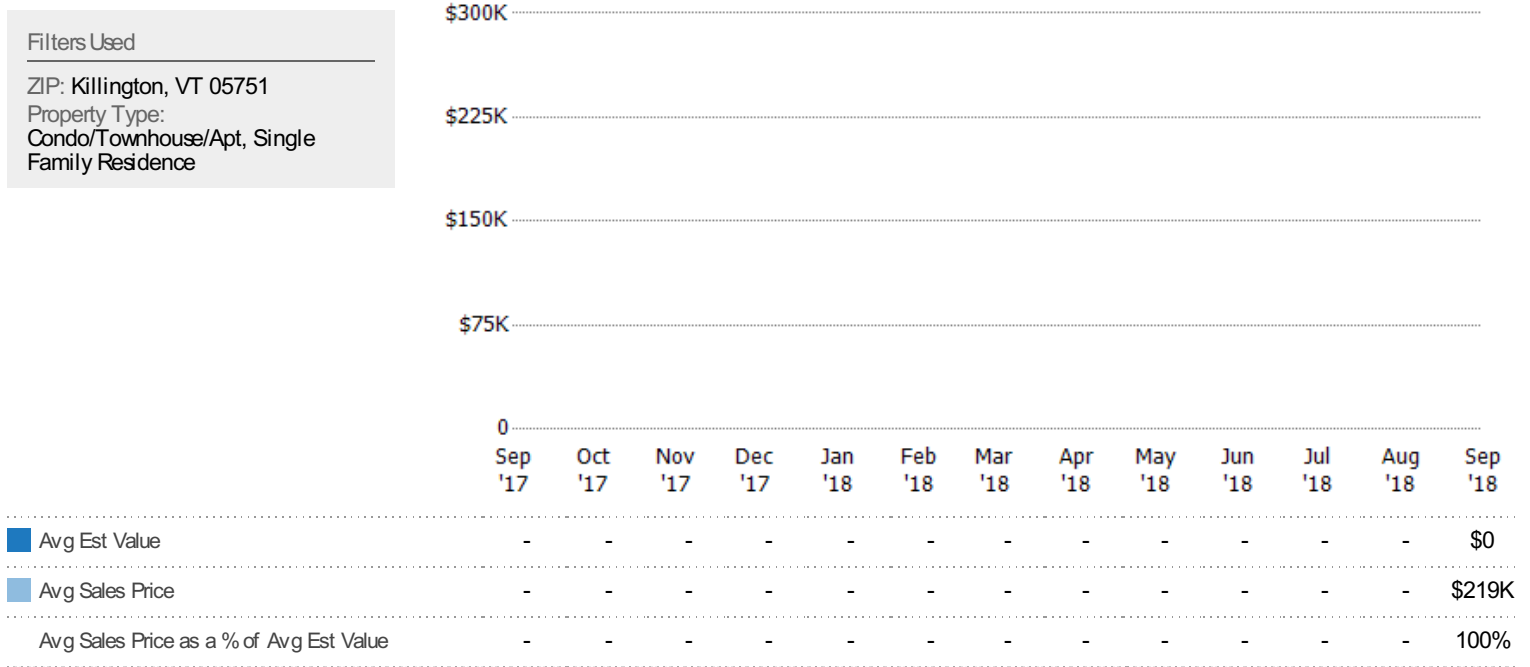 Filters Used
ZIP: Killington, VT 05751
Property Type:
Condo/Townhouse/Apt, Single
Family Residence
$300K
$225K
$150K
$75K
0
Sep Oct Nov Dec Jan Feb Mar Apr May Jun Jul Aug Sep
'17 '17 '17 '17 '18 '18 '18 '18 '18 '18 '18 '18 '18
Avg Est Value - - - - - - - - - - - - $0
Avg Sales Price - - - - - - - - - - - - $219K
Avg Sales Price as a % of Avg Est Value - - - - - - - - - - - - 100%